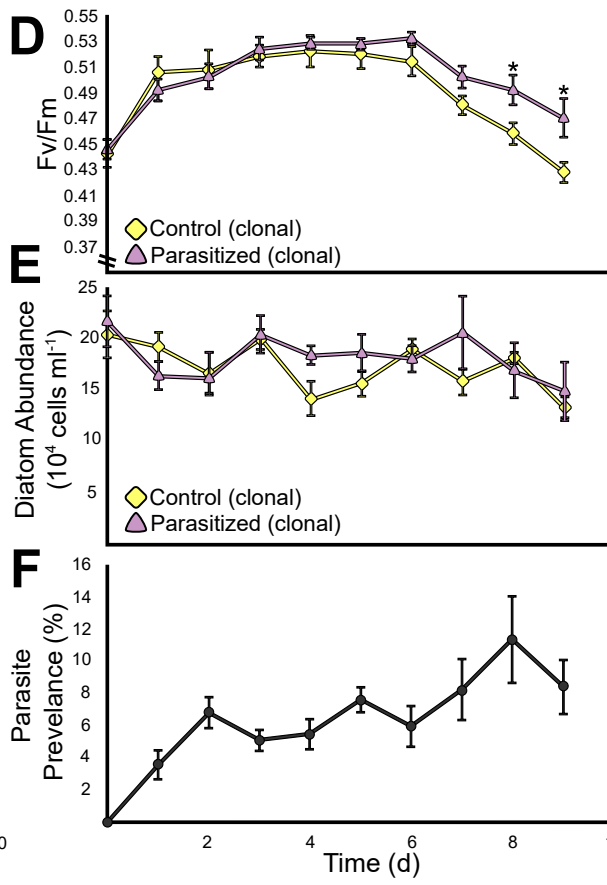 D
Fv/Fm
0.55
0.53
0.51
0.49
0.47
0.45
0.43
0.41
0.39
0.37
*
*
Control (clonal)
Parasitized (clonal)
E
Diatom Abundance
(10⁴ cells ml⁻¹)
25
20
15
10
5
Control (clonal)
Parasitized (clonal)
F
Parasite
Prevelance (%)
16
14
12
10
8
6
4
2
0
2
4
6
8
Time (d)